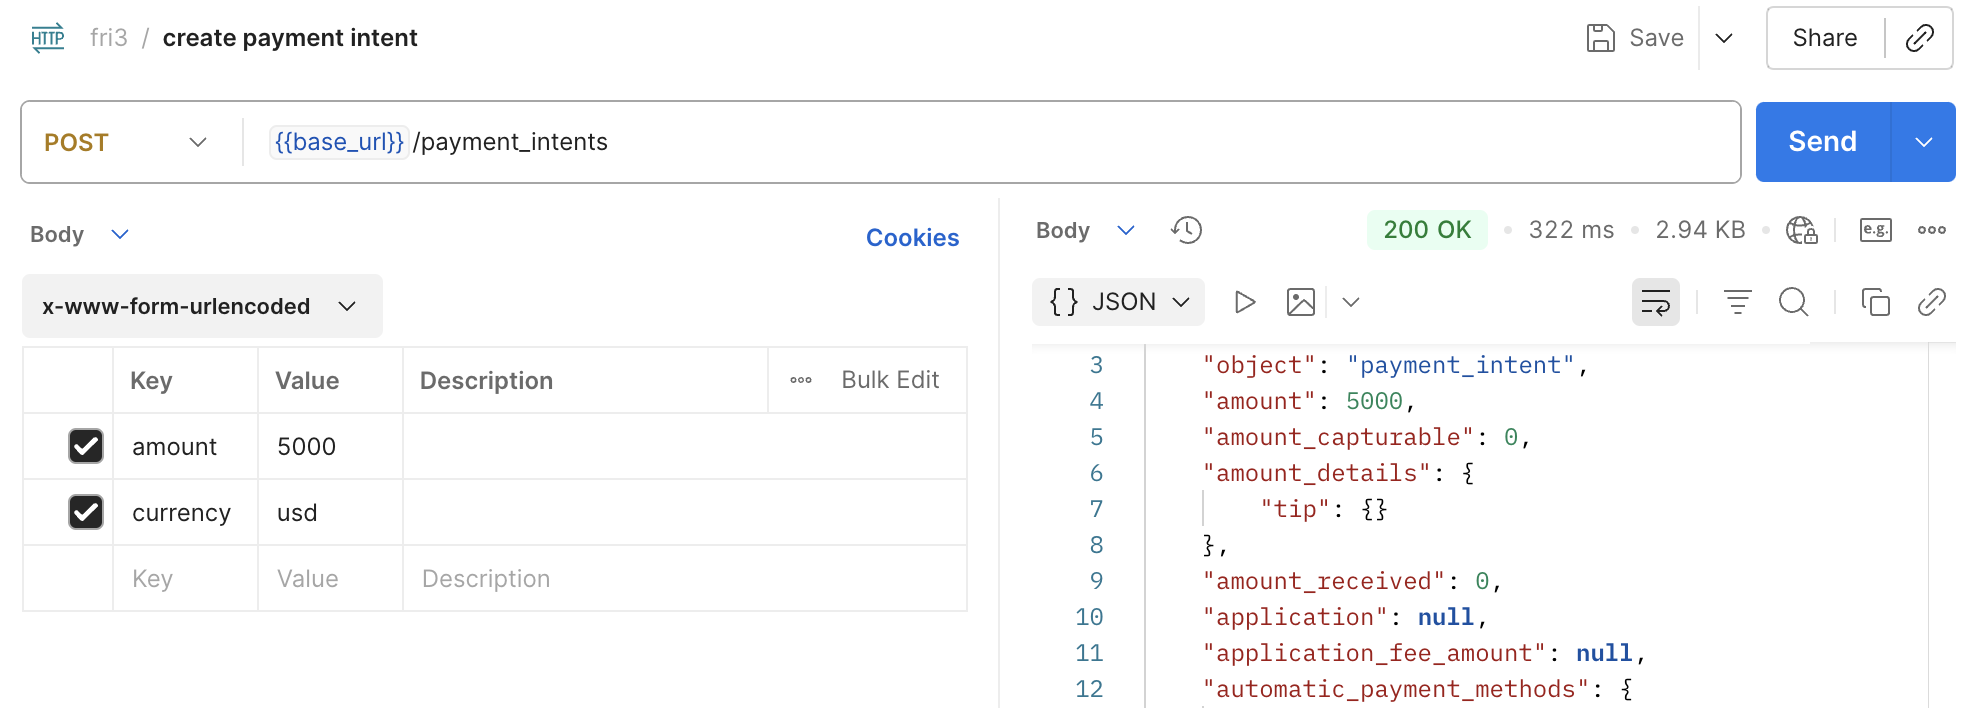 HTTP fri3 / create payment intent Save Share
POST {{base_url}}/payment_intents Send
Body Cookies
x-www-form-urlencoded
Key Value Description Bulk Edit
amount 5000
currency usd
Key Value Description
Body 200 OK • 322 ms • 2.94 KB • e.g.
{} JSON
3 "object": "payment_intent",
4 "amount": 5000,
5 "amount_capturable": 0,
6 "amount_details": {
7 "tip": {}
8 },
9 "amount_received": 0,
10 "application": null,
11 "application_fee_amount": null,
12 "automatic_payment_methods": {